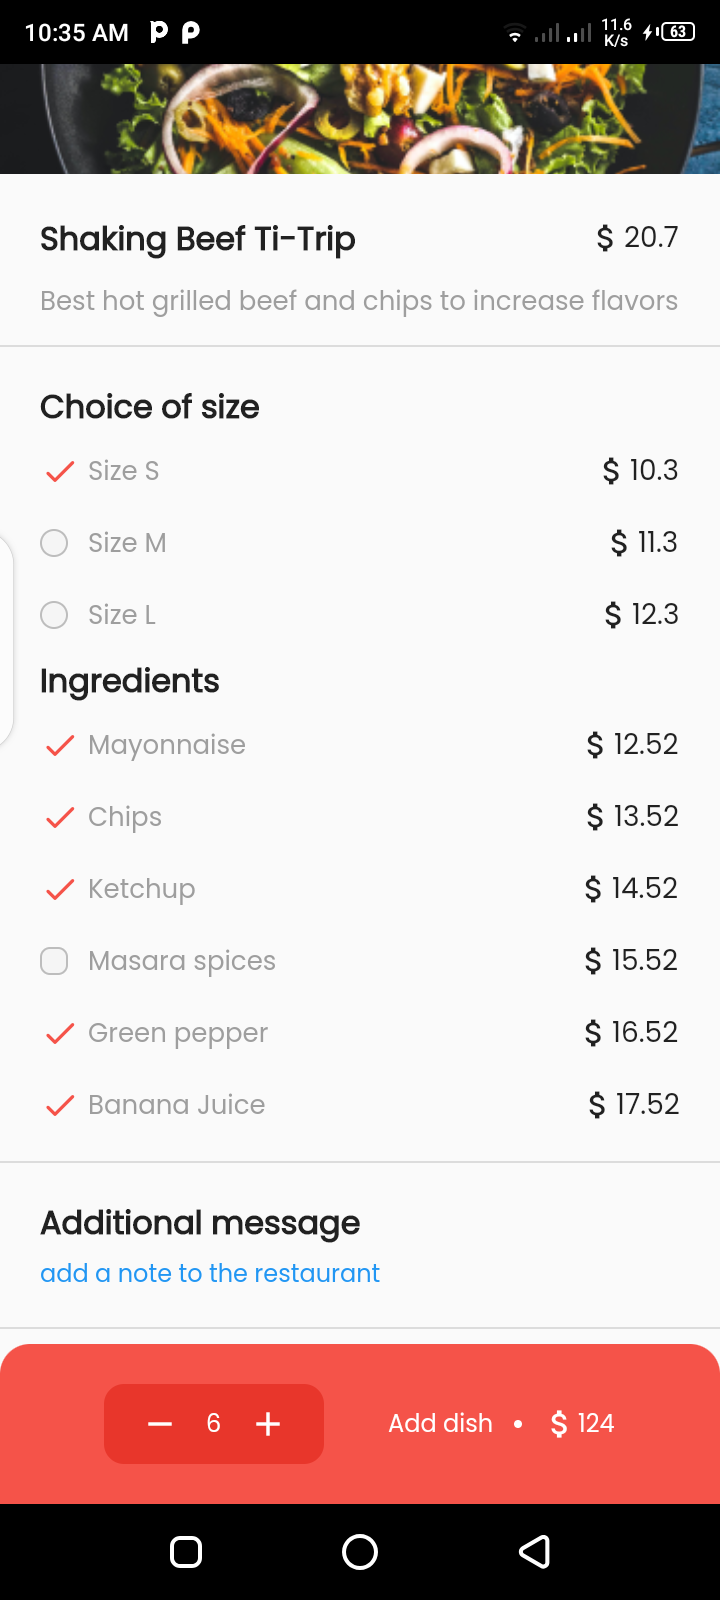 10:35 AM
11.6
K/s
63
Shaking Beef Ti-Trip $ 20.7
Best hot grilled beef and chips to increase flavors
Choice of size
Size S $ 10.3
Size M $ 11.3
Size L $ 12.3
Ingredients
Mayonnaise $ 12.52
Chips $ 13.52
Ketchup $ 14.52
Masara spices $ 15.52
Green pepper $ 16.52
Banana Juice $ 17.52
Additional message
add a note to the restaurant
− 6 + Add dish • $ 124